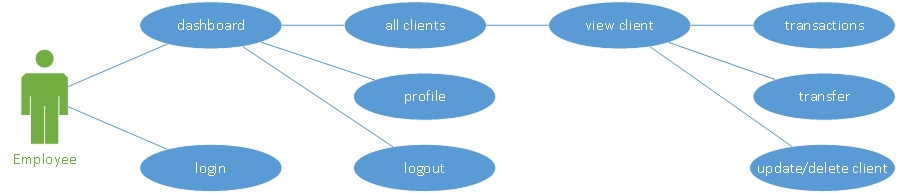 dashboard
all clients
view client
transactions
profile
transfer
Employee
login
logout
update/delete client